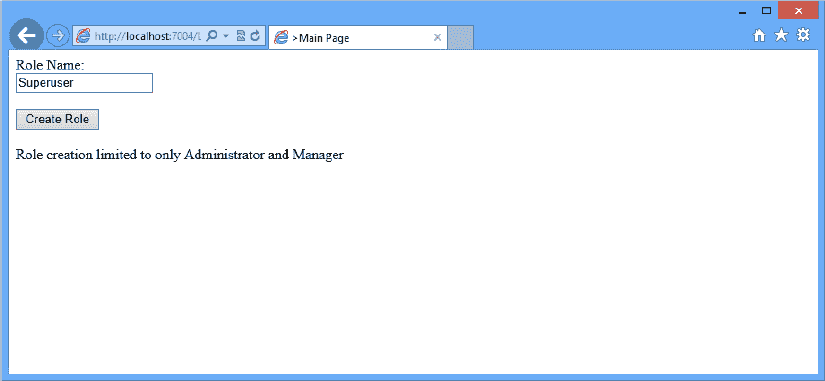 http://localhost:7004/
> Main Page
Role Name:
Superuser
Create Role
Role creation limited to only Administrator and Manager